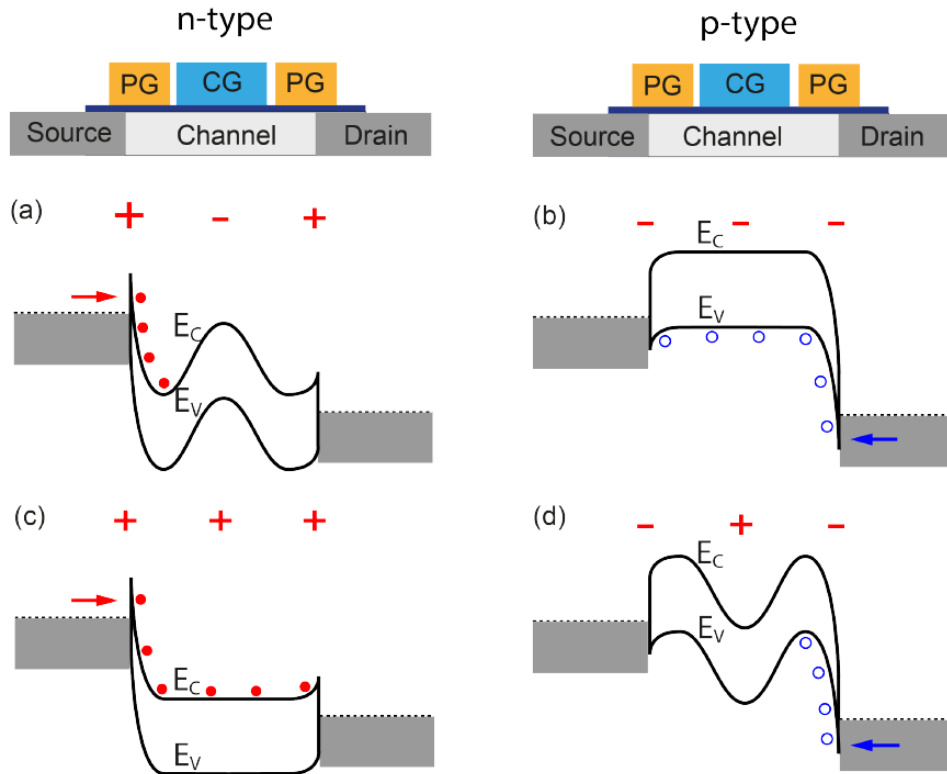 n-type
p-type
PG CG PG
PG CG PG
Source Channel Drain
Source Channel Drain
(a) + - +
(b) - - -
E_C
E_V
E_C
E_V
(c) + + +
(d) - + -
E_C
E_V
E_C
E_V